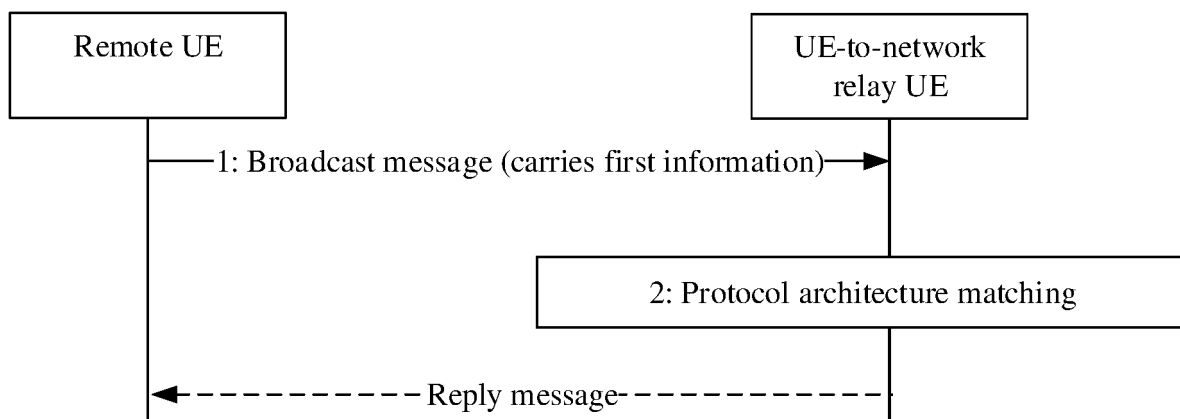 Remote UE
UE-to-network
relay UE
1: Broadcast message (carries first information)
2: Protocol architecture matching
Reply message